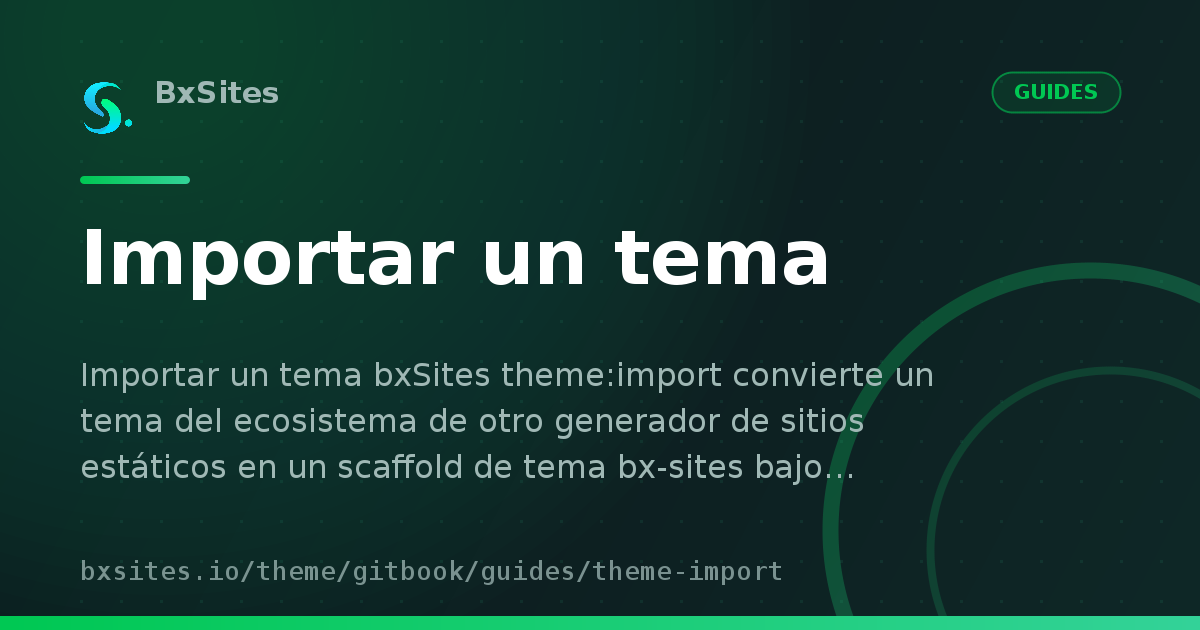 BxSites
GUIDES
Importar un tema
Importar un tema bxSites theme:import convierte un
tema del ecosistema de otro generador de sitios
estáticos en un scaffold de tema bx-sites bajo...
bxsites.io/theme/gitbook/guides/theme-import